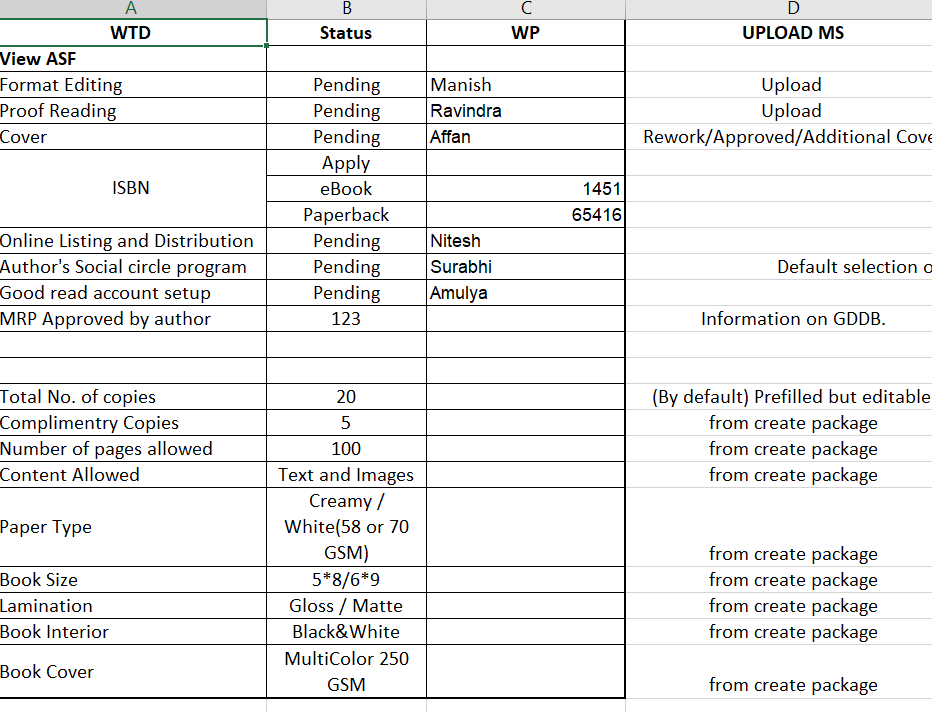 A B C D
WTD Status WP UPLOAD MS
View ASF
Format Editing Pending Manish Upload
Proof Reading Pending Ravindra Upload
Cover Pending Affan Rework/Approved/Additional Cove
Apply
ISBN eBook 1451
Paperback 65416
Online Listing and Distribution Pending Nitesh
Author's Social circle program Pending Surabhi Default selection o
Good read account setup Pending Amulya
MRP Approved by author 123 Information on GDDB.
Total No. of copies 20 (By default) Prefilled but editable
Complimentry Copies 5 from create package
Number of pages allowed 100 from create package
Content Allowed Text and Images from create package
Creamy /
Paper Type White(58 or 70
GSM) from create package
Book Size 5*8/6*9 from create package
Lamination Gloss / Matte from create package
Book Interior Black&White from create package
Book Cover MultiColor 250
GSM from create package